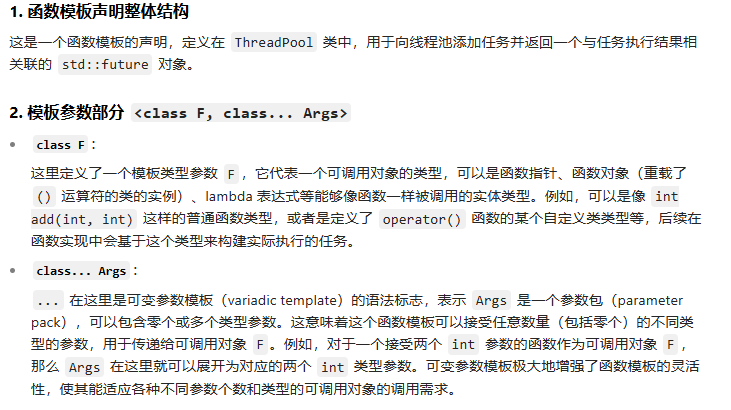 1. 函数模板声明整体结构
这是一个函数模板的声明，定义在 ThreadPool 类中，用于向线程池添加任务并返回一个与任务执行结果相
关联的 std::future 对象。
2. 模板参数部分 <class F, class... Args>
• class F：
这里定义了一个模板类型参数 F，它代表一个可调用对象的类型，可以是函数指针、函数对象（重载了
() 运算符的类的实例）、lambda 表达式等能够像函数一样被调用的实体类型。例如，可以是像 int
add(int, int) 这样的普通函数类型，或者是定义了 operator() 函数的某个自定义类类型等，后续在
函数实现中会基于这个类型来构建实际执行的任务。
• class... Args：
... 在这里是可变参数模板（variadic template）的语法标志，表示 Args 是一个参数包（parameter
pack），可以包含零个或多个类型参数。这意味着这个函数模板可以接受任意数量（包括零个）的不同类
型的参数，用于传递给可调用对象 F。例如，对于一个接受两个 int 参数的函数作为可调用对象 F，
那么 Args 在这里就可以展开为对应的两个 int 类型参数。可变参数模板极大地增强了函数模板的灵活
性，使其能适应各种不同参数个数和类型的可调用对象的调用需求。